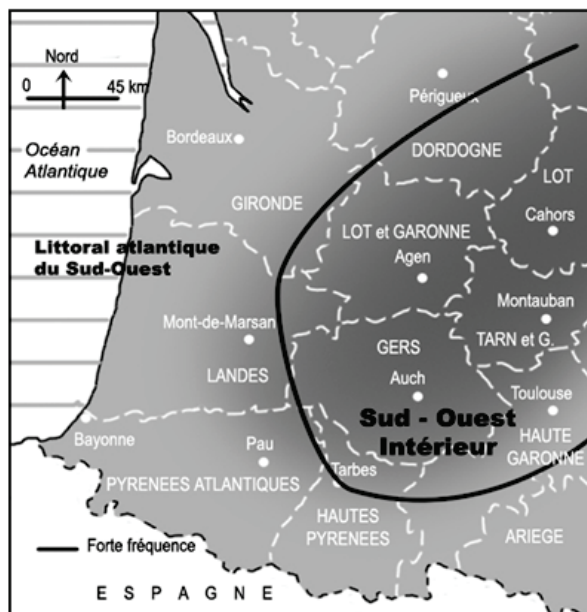 Nord
0 45 km
Périgueux
Bordeaux
Océan
Atlantique
DORDOGNE
LOT
GIRONDE
Cahors
LOT et GARONNE
Littoral atlantique
du Sud-Ouest
Agen
Montauban
Mont-de-Marsan
TARN et G.
GERS
LANDES
Auch
Toulouse
Sud - Ouest
Intérieur
Bayonne
HAUTE
GARONNE
Pau
Tarbes
PYRENEES ATLANTIQUES
HAUTES
PYRENEES
ARIEGE
Forte fréquence
ESPAGNE